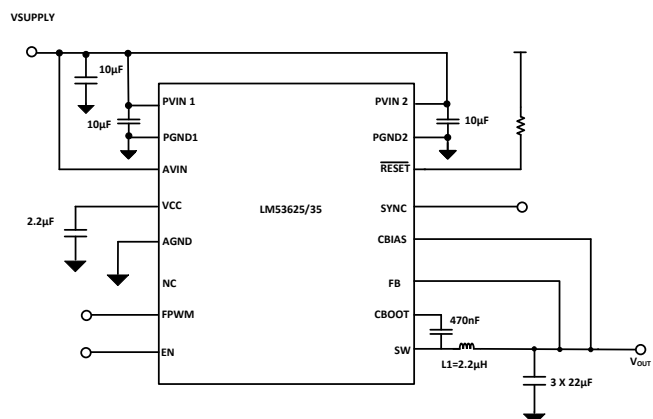 VSUPPLY
10µF
PVIN 1
PVIN 2
10µF
10µF
PGND1
PGND2
AVIN
RESET
VCC
LM53625/35
SYNC
2.2µF
AGND
CBIAS
NC
FB
FPWM
CBOOT
470nF
EN
SW
L1=2.2µH
VOUT
3 X 22µF